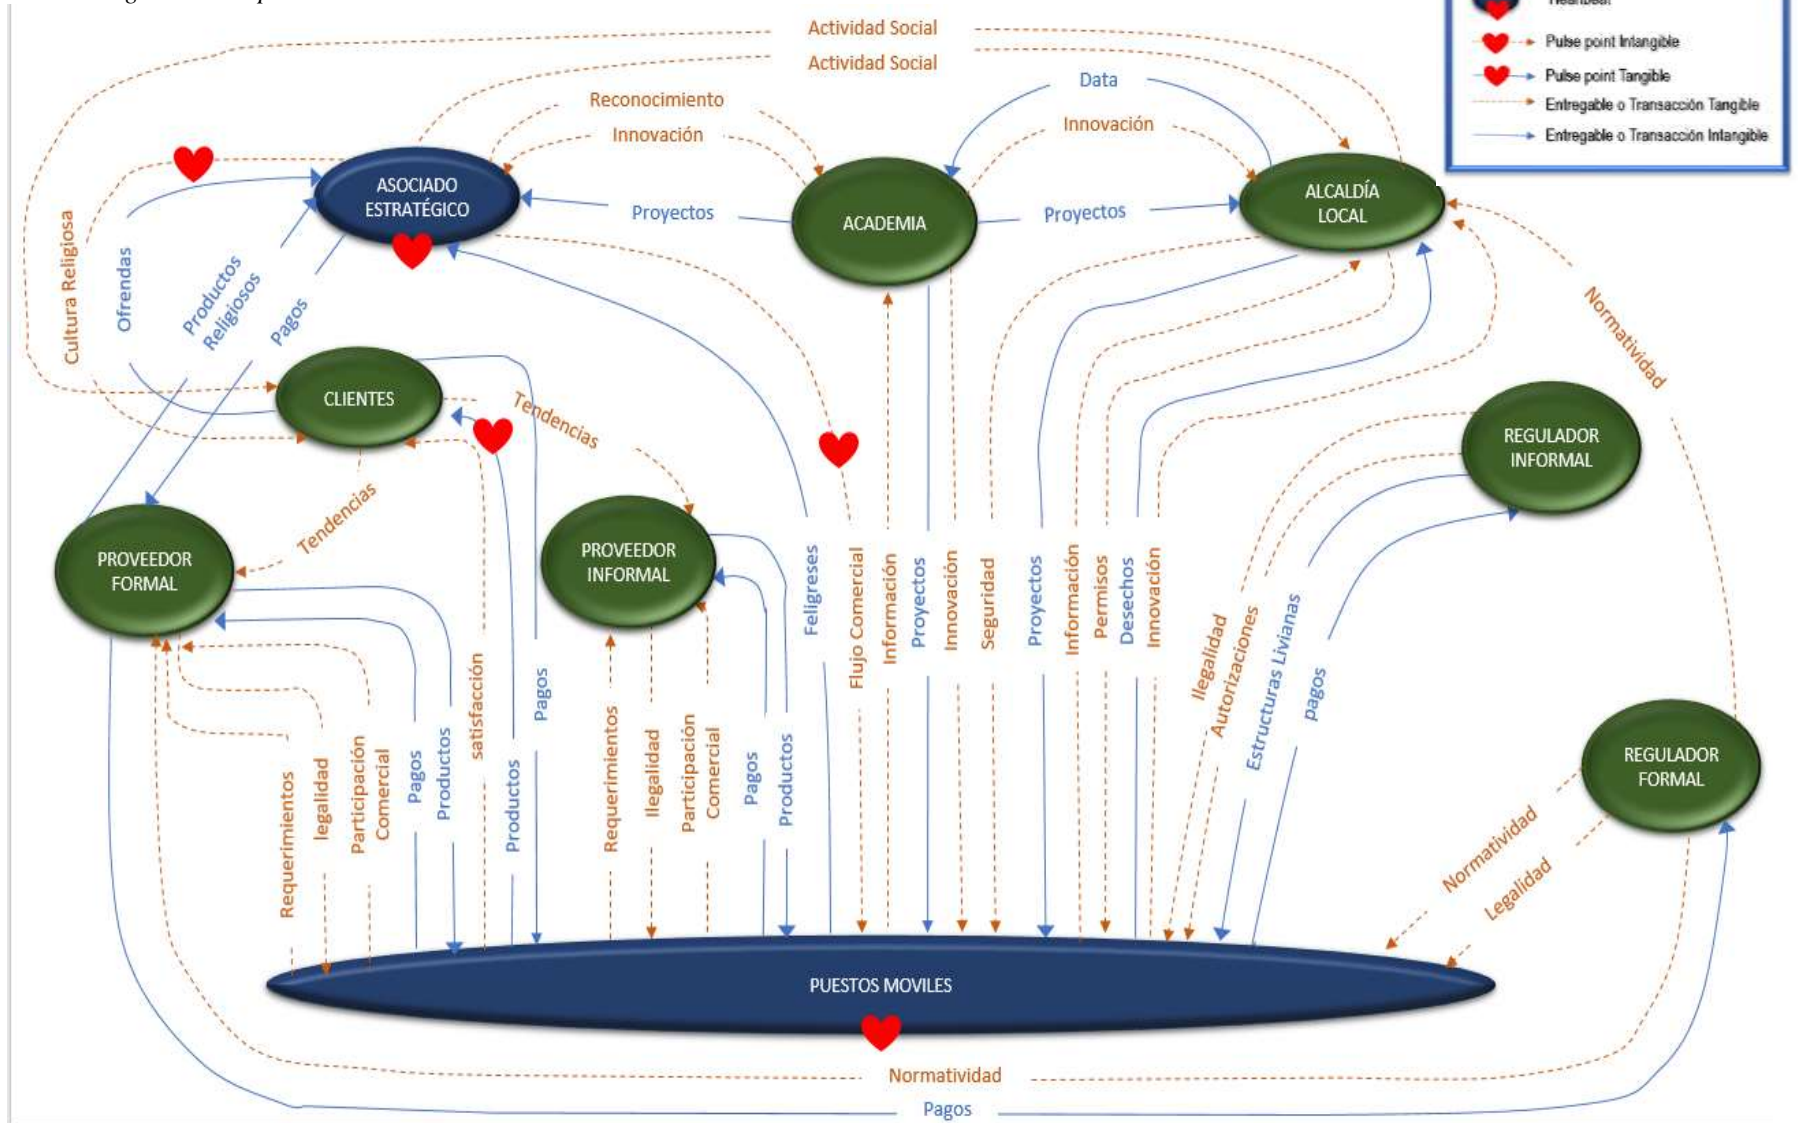 Heartbeat
Pulse point Intangible
Pulse point Tangible
Entregable o Transacción Tangible
Entregable o Transacción Intangible
Actividad Social
Actividad Social
Data
Reconocimiento
Innovación
Innovación
ASOCIADO
ESTRATÉGICO
ACADEMIA
ALCALDÍA
LOCAL
Proyectos
Proyectos
Cultura Religiosa
Ofrendas
Productos
Religiosos
Pagos
Normatividad
CLIENTES
Tendencias
Tendencias
REGULADOR
INFORMAL
PROVEEDOR
FORMAL
PROVEEDOR
INFORMAL
Feligreses
Flujo Comercial
Información
Proyectos
Innovación
Seguridad
Proyectos
Información
Permisos
Desechos
Innovación
Ilegalidad
Autorizaciones
Estructuras Livianas
pagos
REGULADOR
FORMAL
Requerimientos
legalidad
Participación
Comercial
Pagos
Productos
satisfacción
Productos
Pagos
Requerimientos
Ilegalidad
Participación
Comercial
Pagos
Productos
Normatividad
Legalidad
PUESTOS MOVILES
Normatividad
Pagos